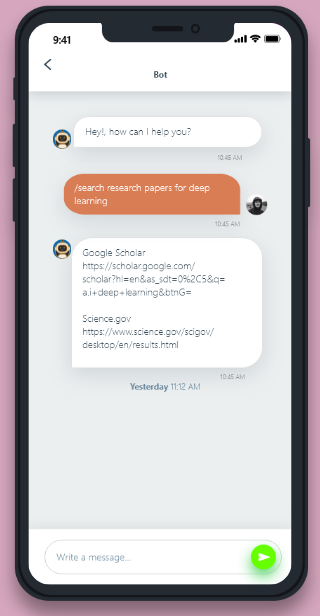 9:41
Bot
Hey!, how can I help you?
10:45 AM
/search research papers for deep
learning
10:45 AM
Google Scholar
https://scholar.google.com/
scholar?hl=en&as_sdt=0%2C5&q=
a.i+deep+learning&btnG=
Science.gov
https://www.science.gov/scigov/
desktop/en/results.html
10:45 AM
Yesterday 11:12 AM
Write a message...